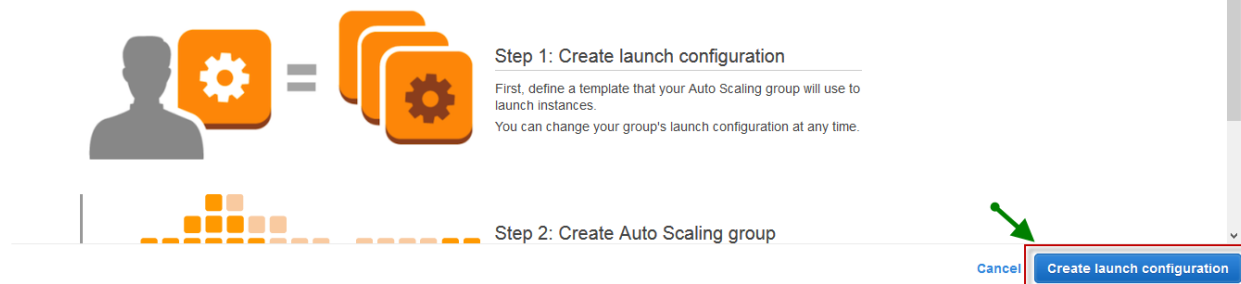 Step 1: Create launch configuration
First, define a template that your Auto Scaling group will use to
launch instances.
You can change your group's launch configuration at any time.
Step 2: Create Auto Scaling group
Cancel
Create launch configuration